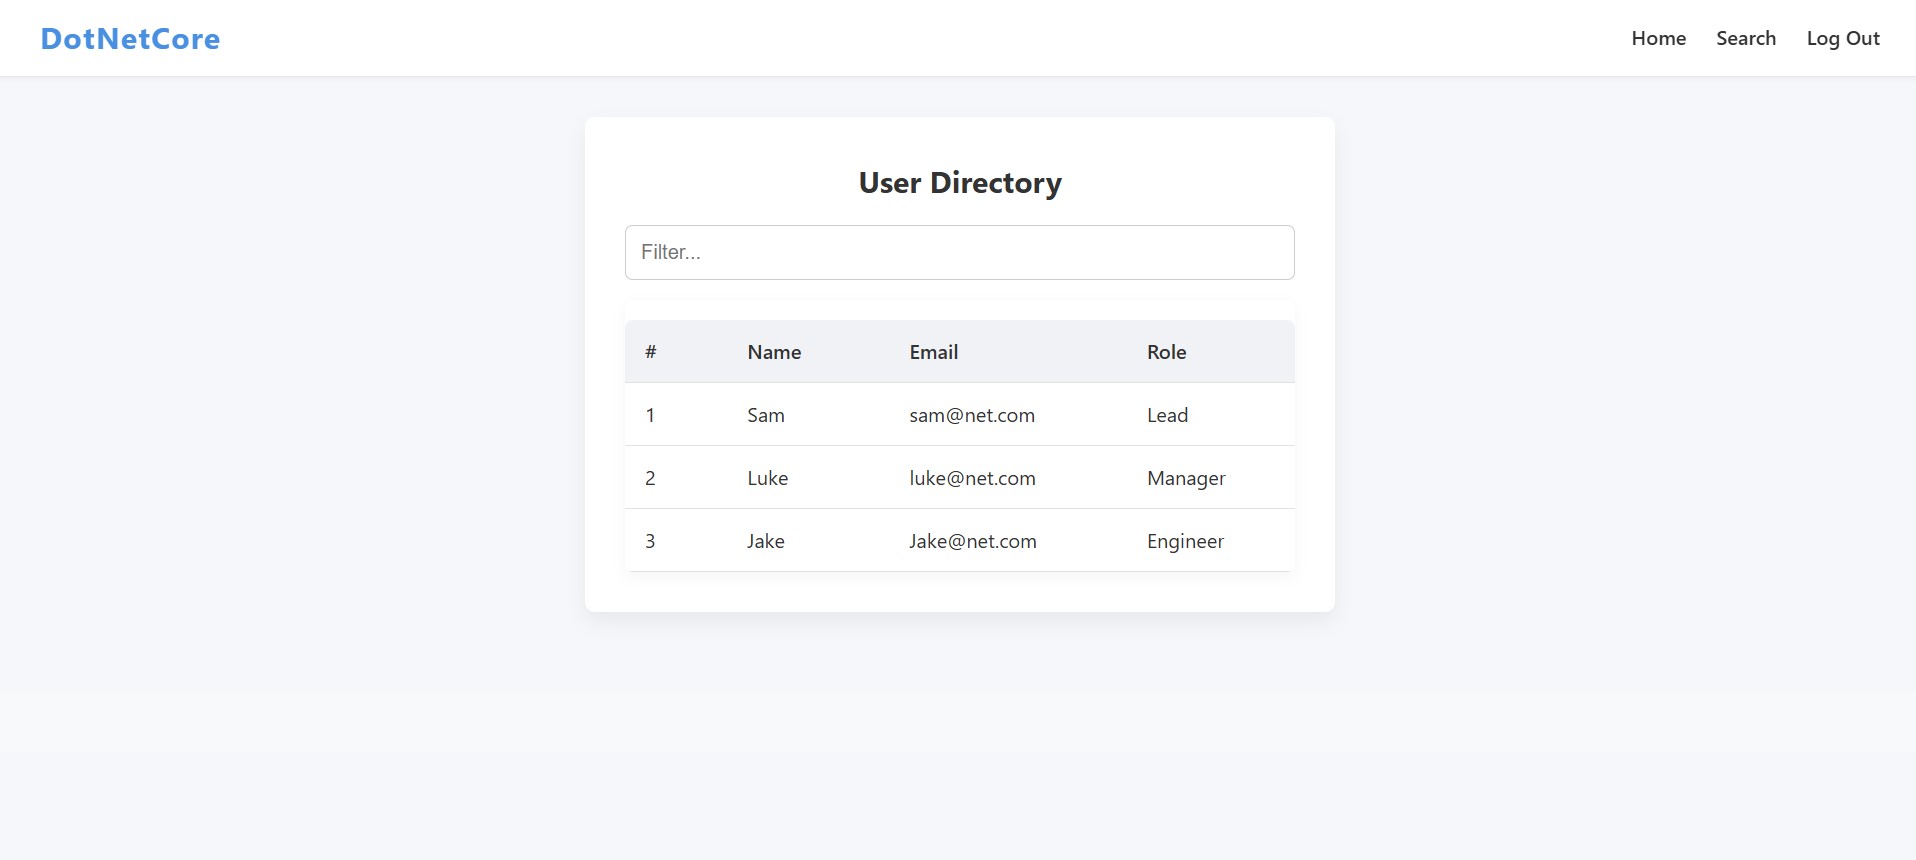 DotNetCore Home Search Log Out
User Directory
Filter...
# Name Email Role
1 Sam sam@net.com Lead
2 Luke luke@net.com Manager
3 Jake Jake@net.com Engineer